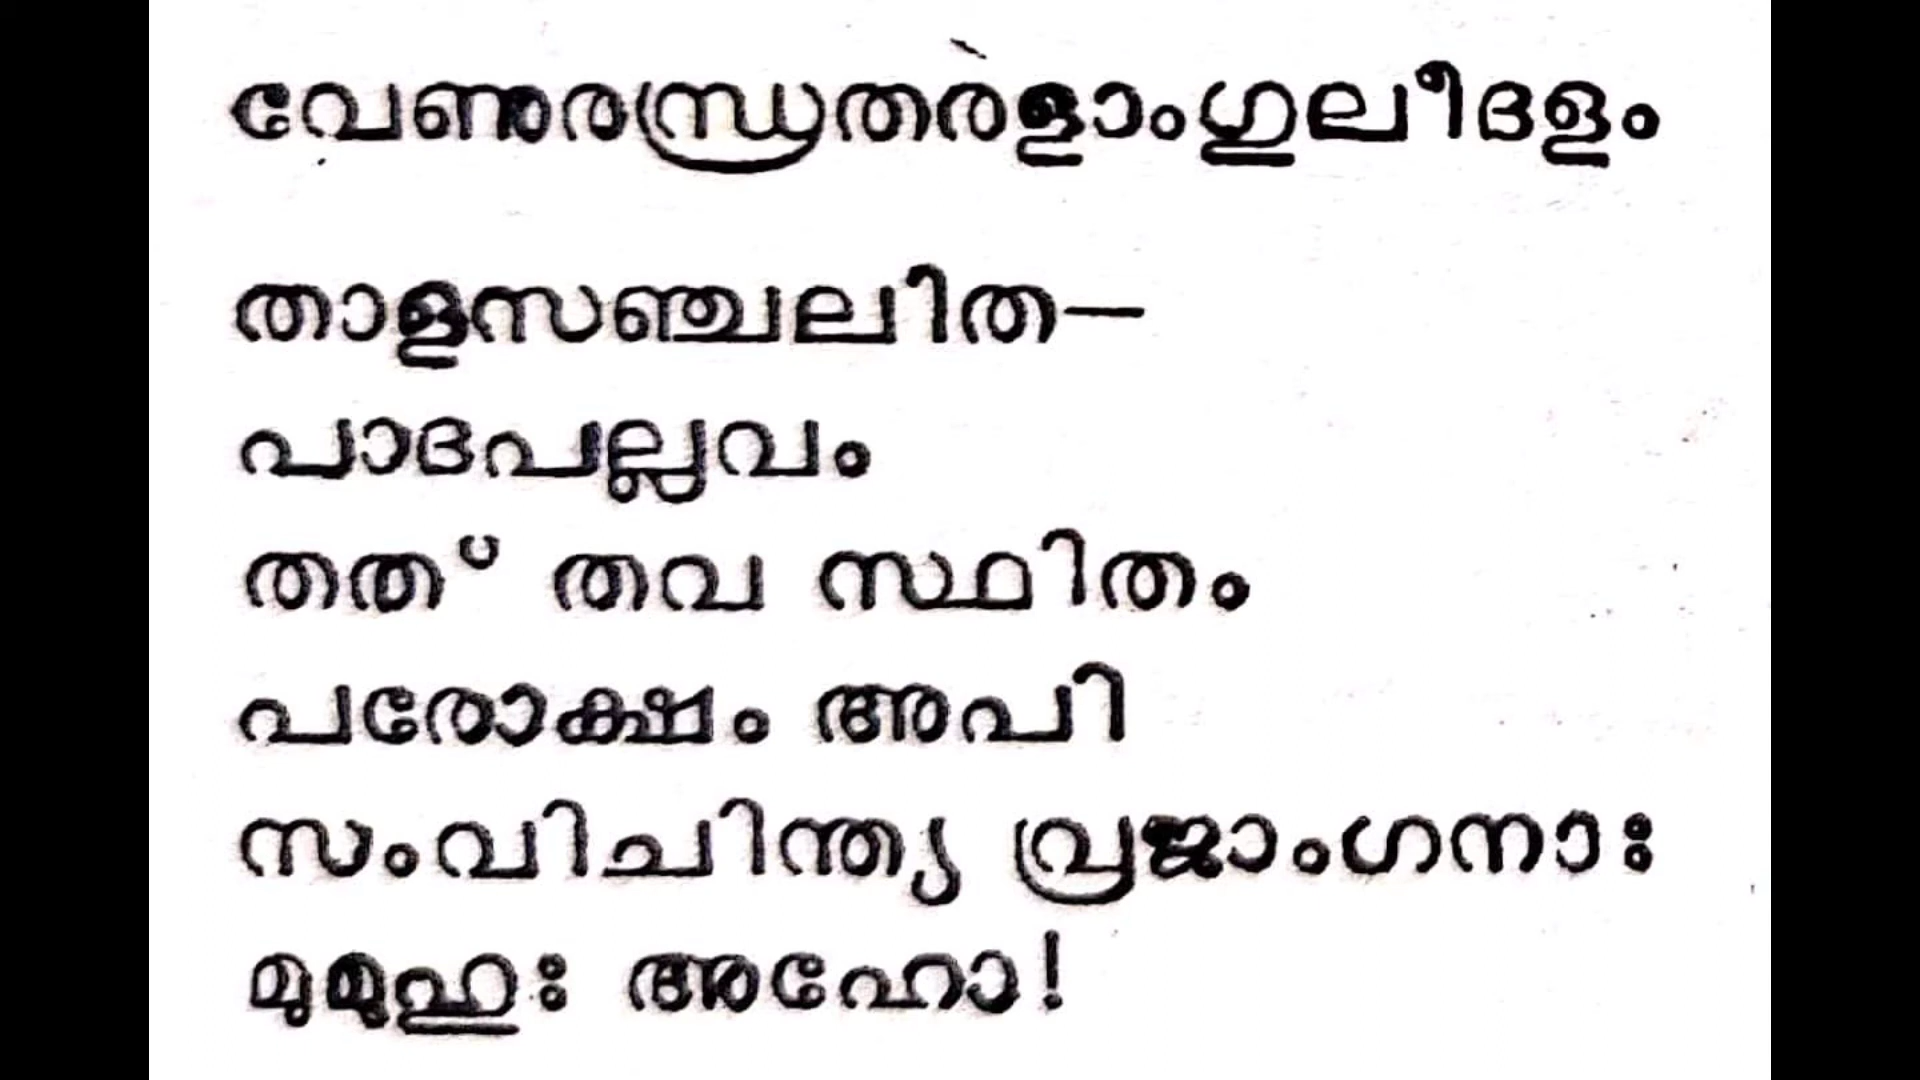 വേണുരന്ധ്രതരളാംഗുലീദളം
താളസഞ്ചലിത—
പാദപല്ലവം
തത് തവ സ്ഥിതം
പരോക്ഷം അപി
സംവിചിന്ത്യ വ്രജാംഗനാഃ
മുമുഹുഃ അഹോ!